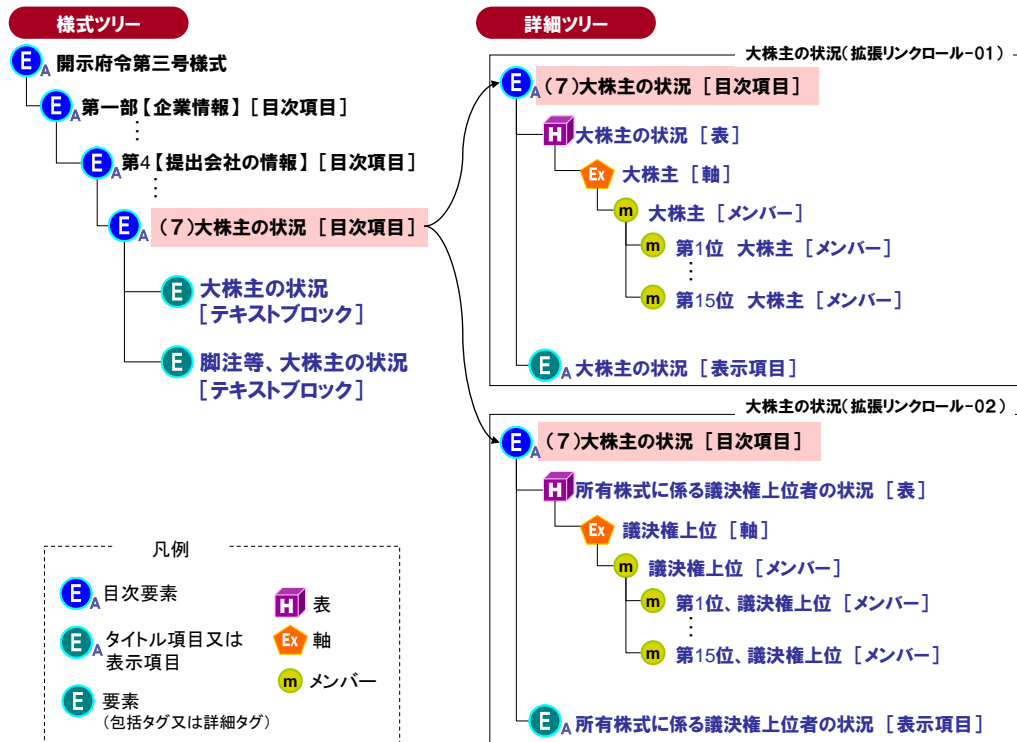 様式ツリー
E A 開示府令第三号様式
E A 第一部【企業情報】 [目次項目]
⋮
E A 第4【提出会社の情報】 [目次項目]
⋮
E A (7)大株主の状況 [目次項目]
E 大株主の状況
[テキストブロック]
E 脚注等、大株主の状況
[テキストブロック]
凡例
E A 目次要素
E A タイトル項目又は
表示項目
E 要素
(包括タグ又は詳細タグ)
H 表
Ex 軸
m メンバー
詳細ツリー
大株主の状況(拡張リンクロール-01)
E A (7)大株主の状況 [目次項目]
H 大株主の状況 [表]
Ex 大株主 [軸]
m 大株主 [メンバー]
m 第1位 大株主 [メンバー]
⋮
m 第15位 大株主 [メンバー]
E A 大株主の状況 [表示項目]
大株主の状況(拡張リンクロール-02)
E A (7)大株主の状況 [目次項目]
H 所有株式に係る議決権上位者の状況 [表]
Ex 議決権上位 [軸]
m 議決権上位 [メンバー]
m 第1位、議決権上位 [メンバー]
⋮
m 第15位、議決権上位 [メンバー]
E A 所有株式に係る議決権上位者の状況 [表示項目]